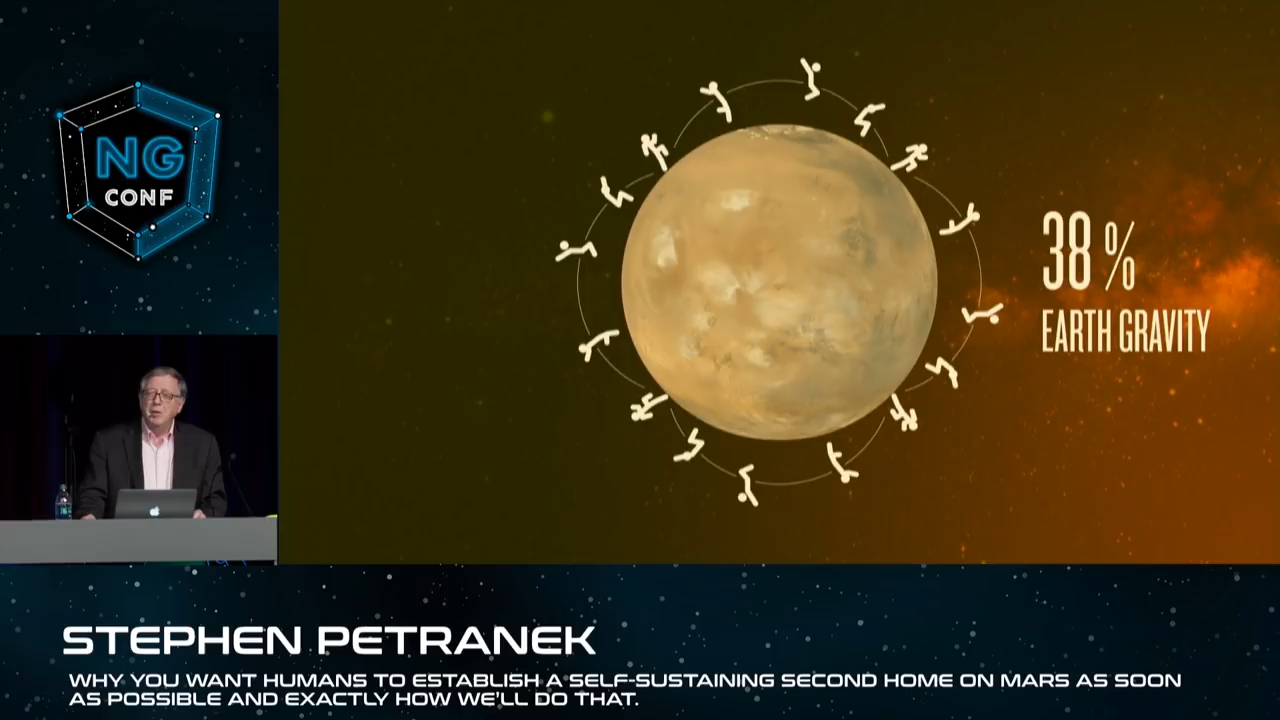 NG
CONF
38 %
EARTH GRAVITY
STEPHEN PETRANEK
WHY YOU WANT HUMANS TO ESTABLISH A SELF-SUSTAINING SECOND HOME ON MARS AS SOON
AS POSSIBLE AND EXACTLY HOW WE'LL DO THAT.